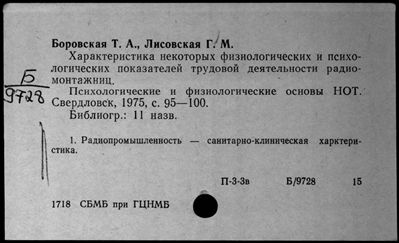 Боровская Т. А., Лисовская Г. М.
Характеристика некоторых физиологических и психо-
логических показателей трудовой деятельности радио-
монтажниц.
Б
9728
Психологические и физиологические основы НОТ.
Свердловск, 1975, с. 95—100.
Библиогр.: 11 назв.
1. Радиопромышленность — санитарно-клиническая харктери-
стика.
П-3-3в Б/9728 15
1718 СБМБ при ГЦНМБ